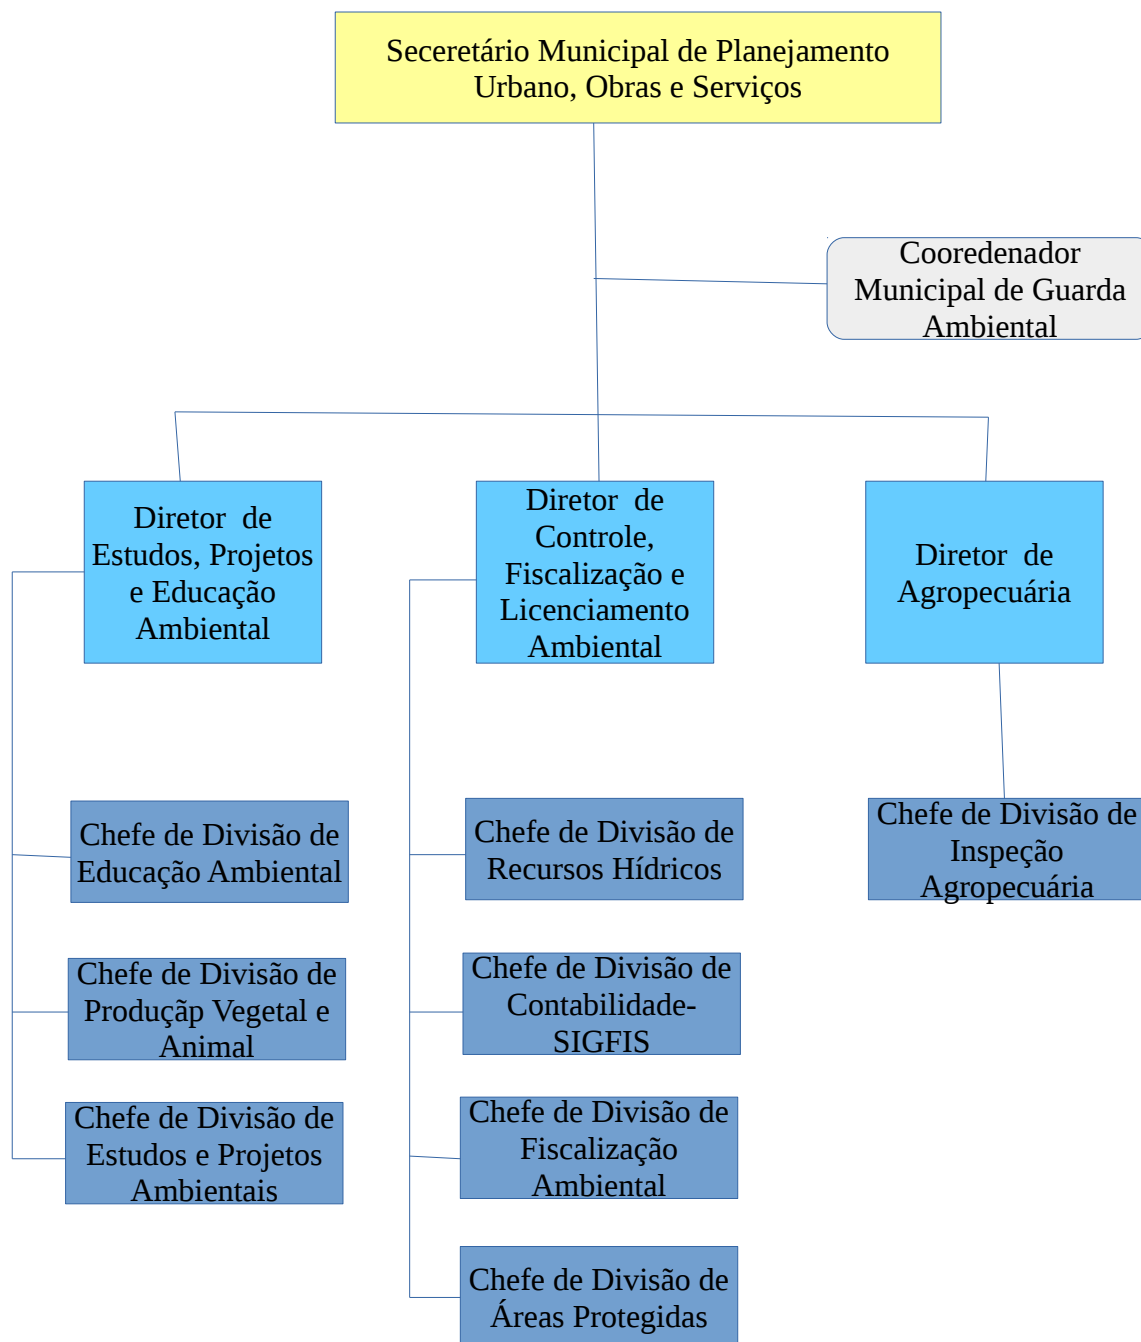 Seceretário Municipal de Planejamento
Urbano, Obras e Serviços
Cooredenador
Municipal de Guarda
Ambiental
Diretor de
Estudos, Projetos
e Educação
Ambiental
Diretor de
Controle,
Fiscalização e
Licenciamento
Ambiental
Diretor de
Agropecuária
Chefe de Divisão de
Educação Ambiental
Chefe de Divisão de
Produçãp Vegetal e
Animal
Chefe de Divisão de
Estudos e Projetos
Ambientais
Chefe de Divisão de
Recursos Hídricos
Chefe de Divisão de
Contabilidade-
SIGFIS
Chefe de Divisão de
Fiscalização
Ambiental
Chefe de Divisão de
Áreas Protegidas
Chefe de Divisão de
Inspeção
Agropecuária